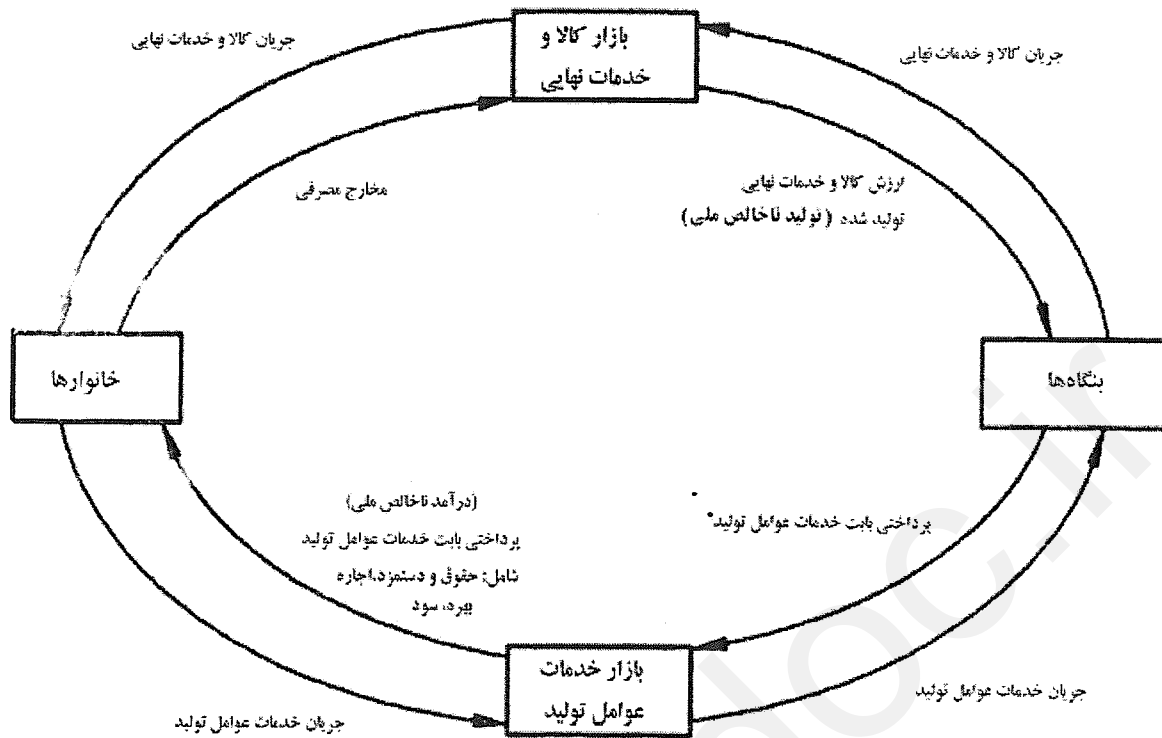 بازار کالا و
خدمات نهایی
جریان کالا و خدمات نهایی
جریان کالا و خدمات نهایی
مخارج مصرفی
ارزش کالا و خدمات نهایی
تولید شده (تولید ناخالص ملی)
خانوارها
بنگاه‌ها
(درآمد ناخالص ملی)
پرداختی بابت خدمات عوامل تولید
شامل: حقوق و دستمزد، اجاره
بهره، سود
پرداختی بابت خدمات عوامل تولید
بازار خدمات
عوامل تولید
جریان خدمات عوامل تولید
جریان خدمات عوامل تولید
doc.ir